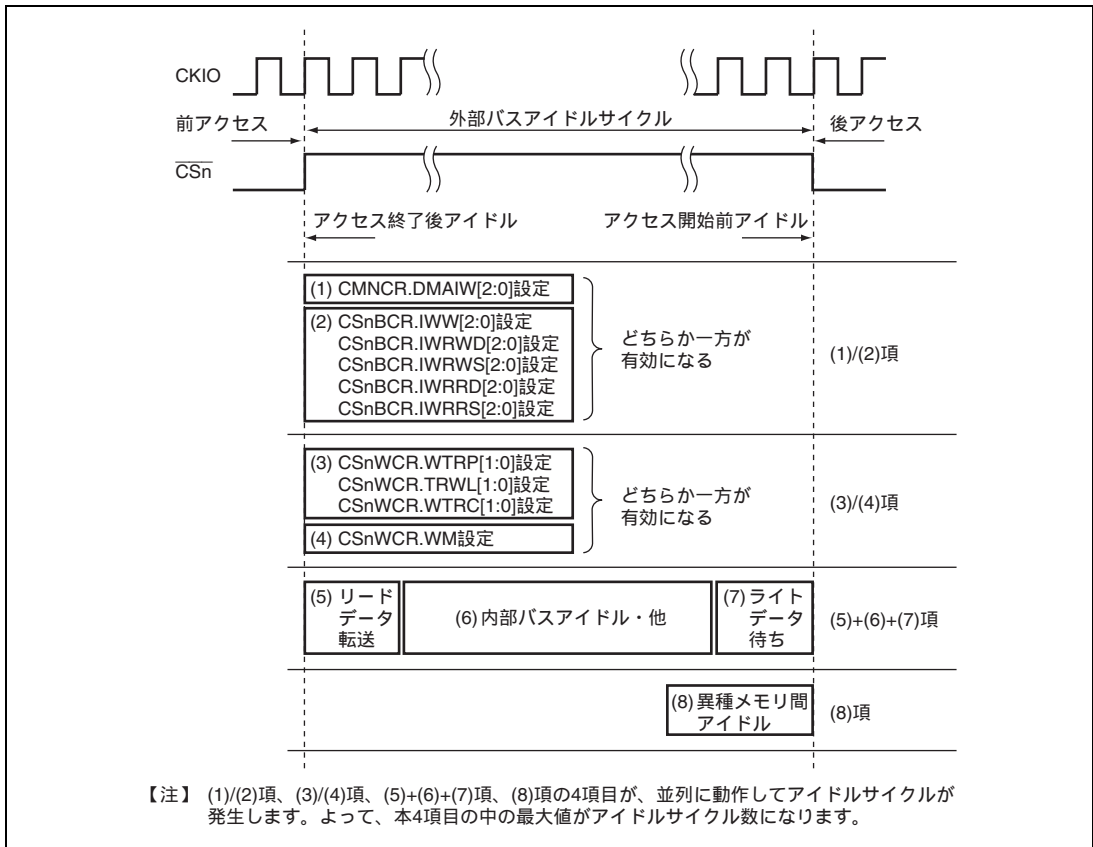 CKIO
前アクセス
外部バスアイドルサイクル
後アクセス
CSn
アクセス終了後アイドル
アクセス開始前アイドル
(1) CMNCR.DMAIW[2:0]設定
(2) CSnBCR.IWW[2:0]設定
CSnBCR.IWRWD[2:0]設定
CSnBCR.IWRWS[2:0]設定
CSnBCR.IWRRD[2:0]設定
CSnBCR.IWRRS[2:0]設定
どちらか一方が
有効になる
(1)/(2)項
(3) CSnWCR.WTRP[1:0]設定
CSnWCR.TRWL[1:0]設定
CSnWCR.WTRC[1:0]設定
(4) CSnWCR.WM設定
どちらか一方が
有効になる
(3)/(4)項
(5) リード
データ
転送
(6) 内部バスアイドル・他
(7) ライト
データ
待ち
(5)+(6)+(7)項
(8) 異種メモリ間
アイドル
(8)項
【注】 (1)/(2)項、(3)/(4)項、(5)+(6)+(7)項、(8)項の4項目が、並列に動作してアイドルサイクルが
発生します。よって、本4項目の中の最大値がアイドルサイクル数になります。